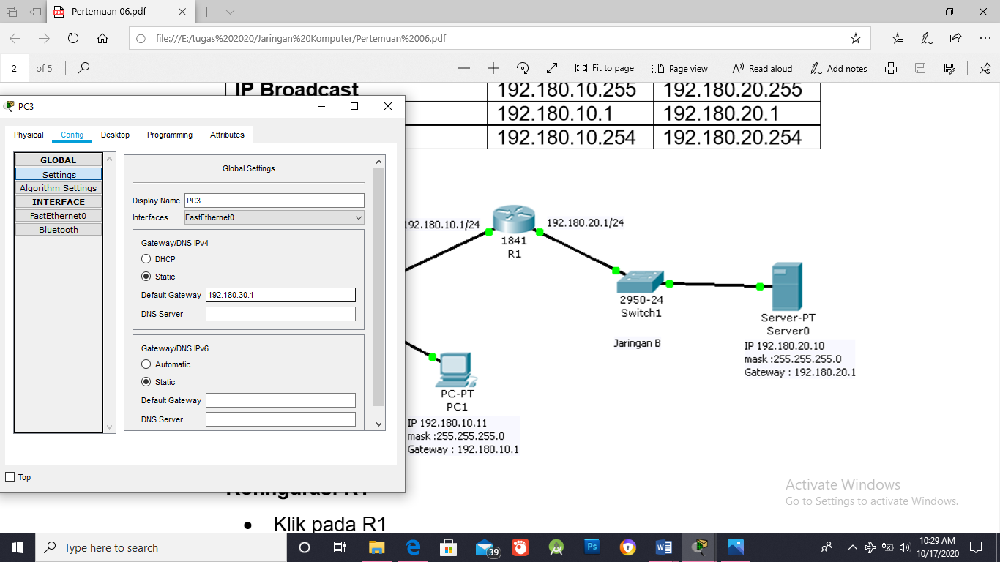 Pertemuan 06.pdf
file:///E:/tugas%202020/Jaringan%20Komputer/Pertemuan%2006.pdf
2 of 5
Fit to page
Page view
Read aloud
Add notes
IP Broadcast 192.180.10.255 192.180.20.255
192.180.10.1 192.180.20.1
192.180.10.254 192.180.20.254
PC3
Physical Config Desktop Programming Attributes
GLOBAL
Settings
Algorithm Settings
INTERFACE
FastEthernet0
Bluetooth
Global Settings
Display Name PC3
Interfaces FastEthernet0
Gateway/DNS IPv4
DHCP
Static
Default Gateway 192.180.30.1
DNS Server
Gateway/DNS IPv6
Automatic
Static
Default Gateway
DNS Server
Top
192.180.10.1/24
192.180.20.1/24
1841
R1
2950-24
Switch1
Jaringan B
Server-PT
Server0
IP 192.180.20.10
mask :255.255.255.0
Gateway : 192.180.20.1
PC-PT
PC1
IP 192.180.10.11
mask :255.255.255.0
Gateway : 192.180.10.1
Konfigurasi R1
• Klik pada R1
Activate Windows
Go to Settings to activate Windows.
Type here to search
39
Ps
10:29 AM
10/17/2020